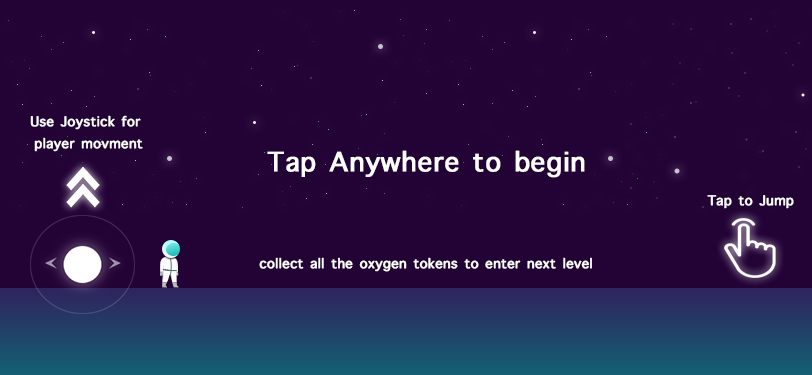 Use Joystick for
player movment
Tap Anywhere to begin
Tap to Jump
collect all the oxygen tokens to enter next level